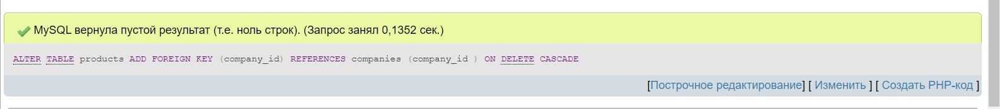 MySQL вернула пустой результат (т.е. ноль строк). (Запрос занял 0,1352 сек.)
ALTER TABLE products ADD FOREIGN KEY (company_id) REFERENCES companies (company_id ) ON DELETE CASCADE
[Построчное редактирование] [ Изменить ] [ Создать PHP-код ]